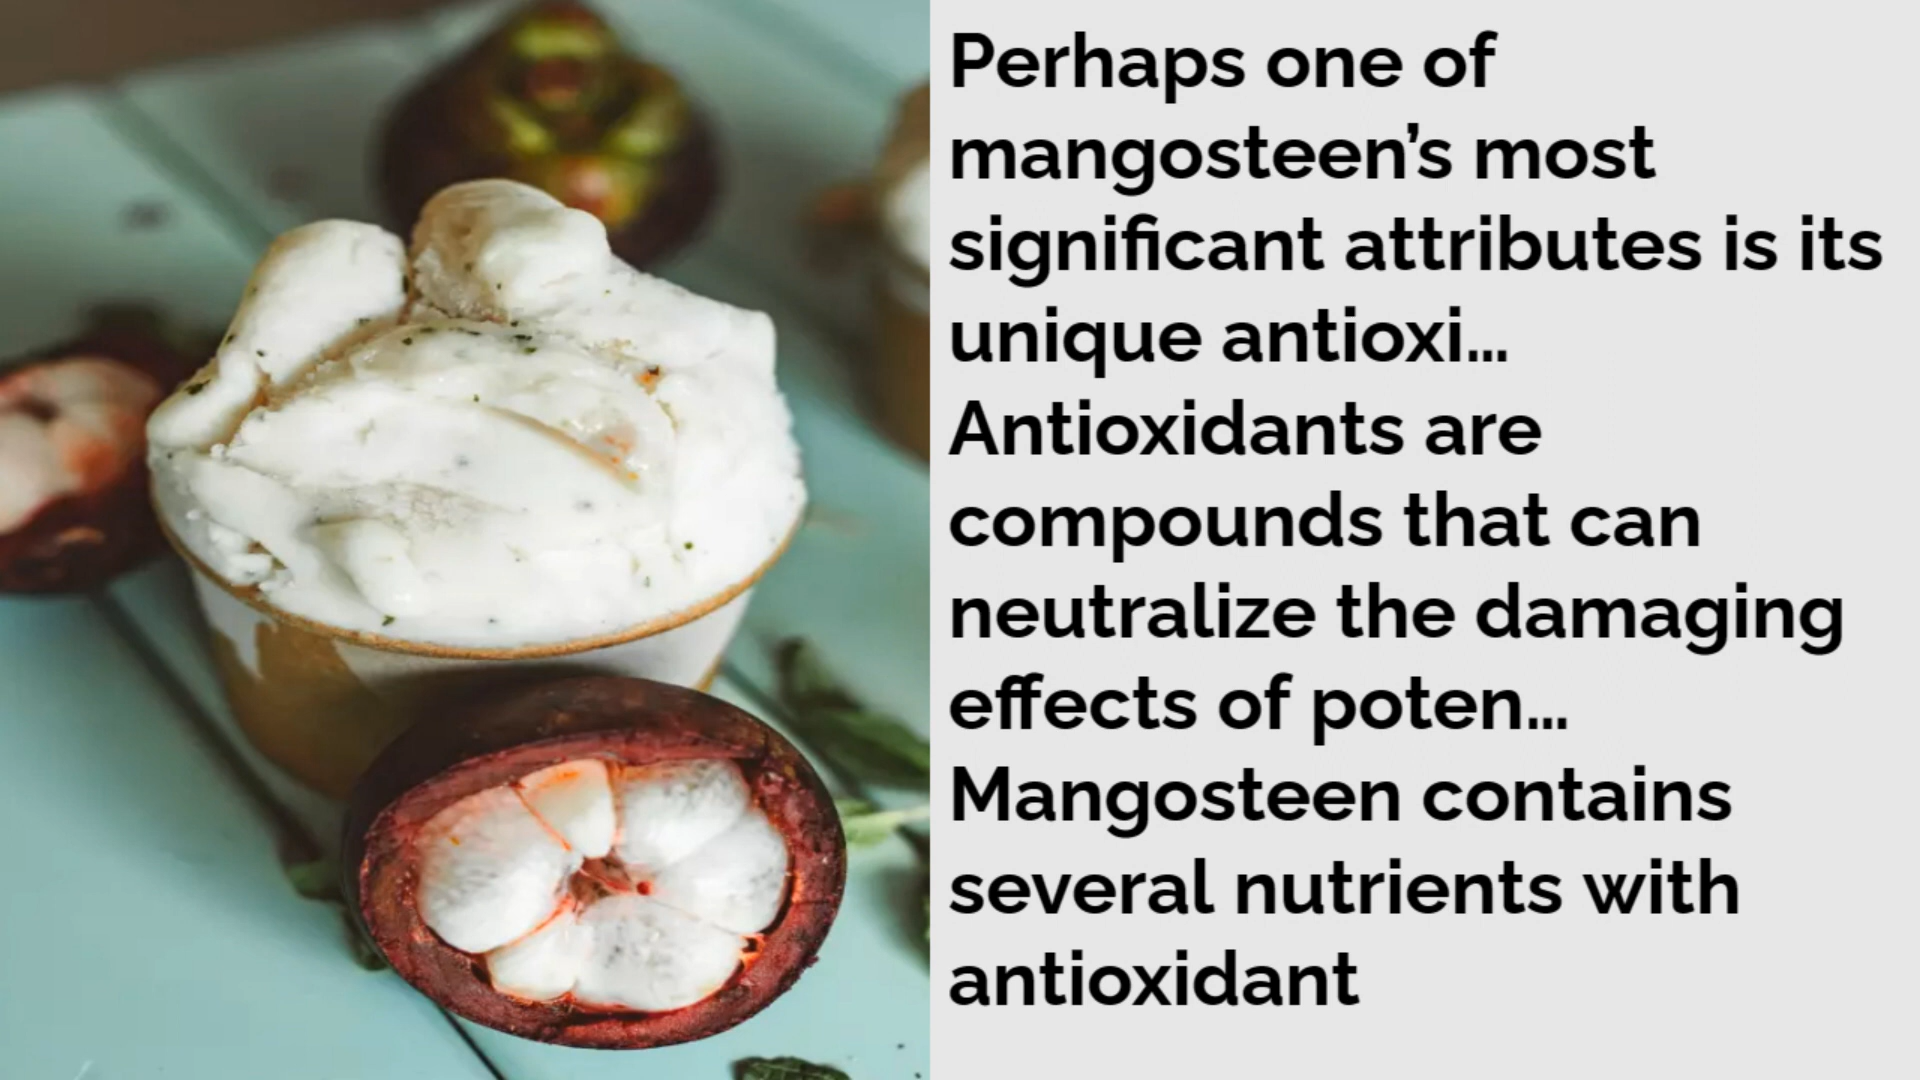 Perhaps one of
mangosteen’s most
significant attributes is its
unique antioxi…
Antioxidants are
compounds that can
neutralize the damaging
effects of poten…
Mangosteen contains
several nutrients with
antioxidant